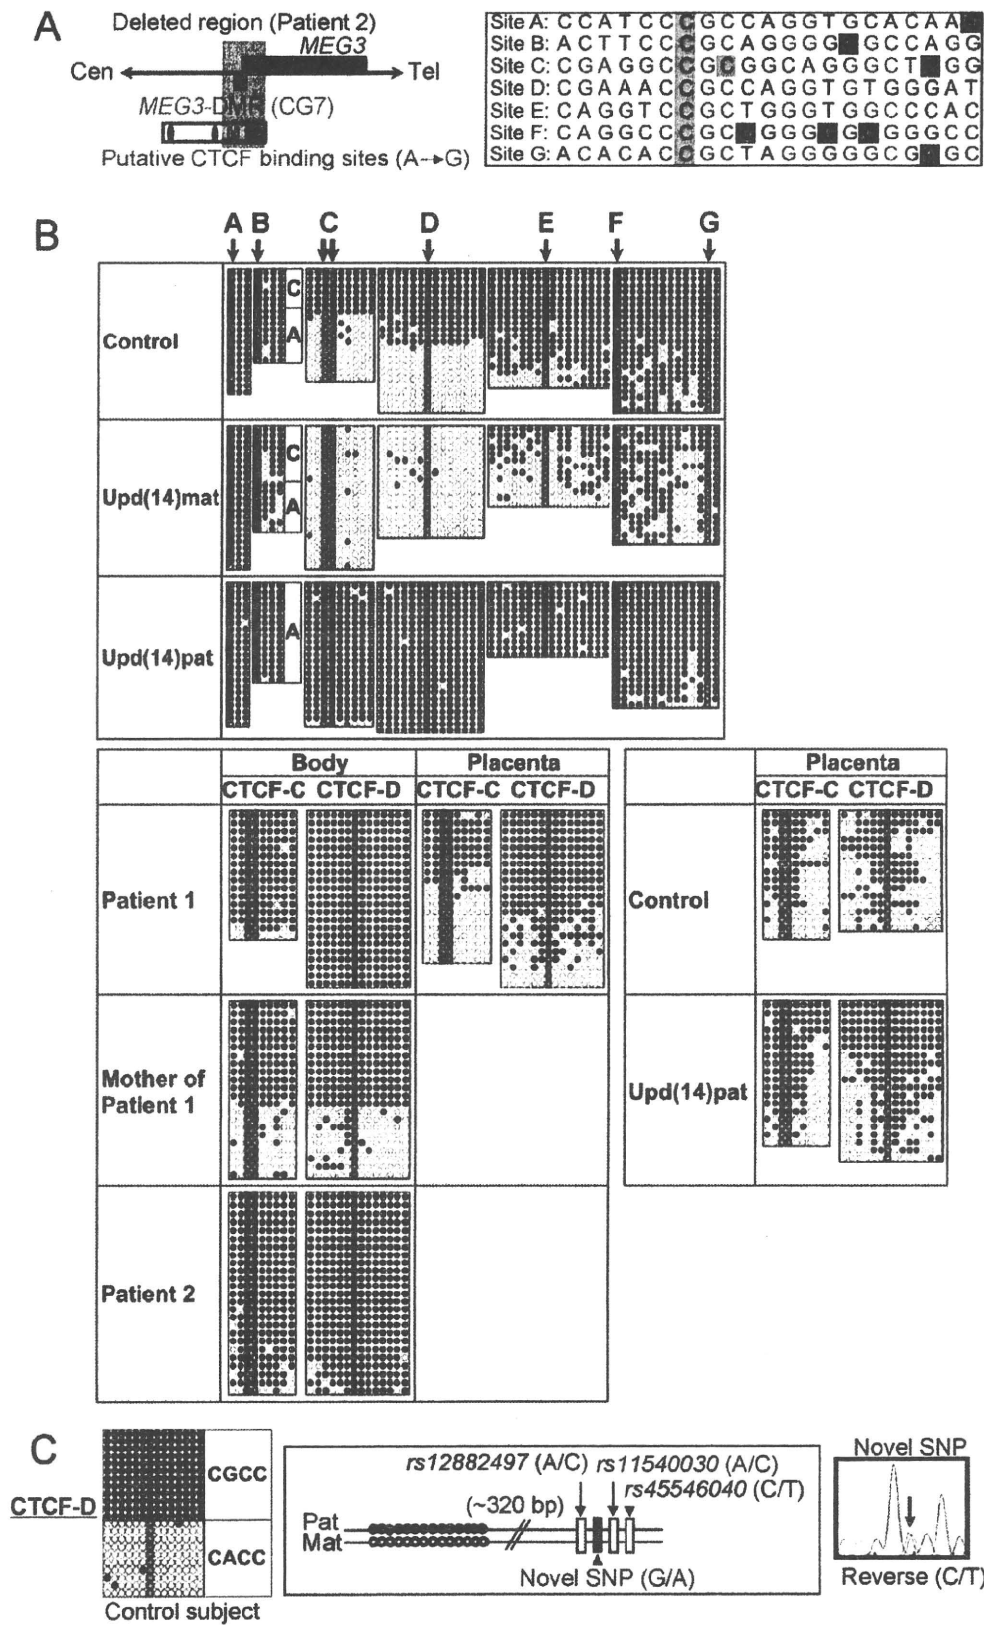 A
Deleted region (Patient 2)
MEG3
Cen
Tel
MEG3-DMR (CG7)
Putative CTCF binding sites (A→G)
Site A: C C A T C C C G C C A G G T G C A C A A
Site B: A C T T C C C G C A G G G G G C C A G G
Site C: C G A G G C C G C G G C A G G G C T G G
Site D: C G A A A C C G C C A G G T G T G G A T
Site E: C A G G T C C G C T G G G T G G C C A C
Site F: C A G G C C C G C G G G G G G G C C
Site G: A C A C A C C G C T A G G G G G C G G C
B
A B C D E F G
Control
C
A
Upd(14)mat
C
A
Upd(14)pat
A
Body Placenta
CTCF-C CTCF-D CTCF-C CTCF-D
Patient 1
Mother of
Patient 1
Patient 2
Placenta
CTCF-C CTCF-D
Control
Upd(14)pat
C
CTCF-D
CGCC
CACC
Control subject
rs12882497 (A/C) rs11540030 (A/C)
rs45546040 (C/T)
(~320 bp)
Pat
Mat
Novel SNP (G/A)
Novel SNP
Reverse (C/T)